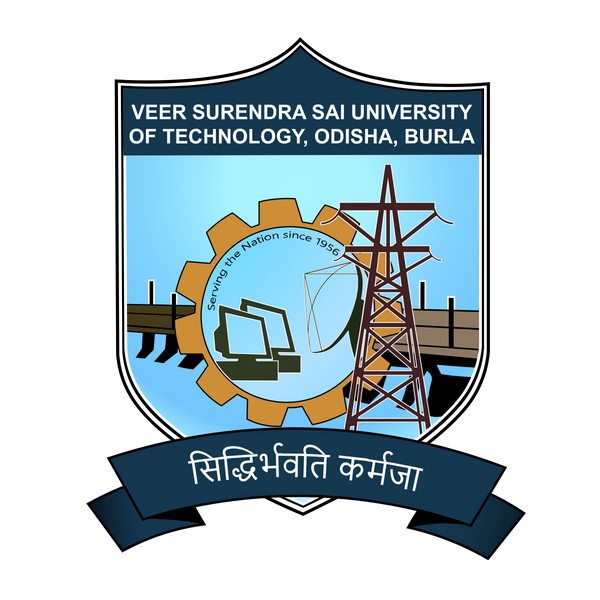 VEER SURENDRA SAI UNIVERSITY
OF TECHNOLOGY, ODISHA, BURLA
Serving the Nation since 1956
सिद्धिर्भवति कर्मजा